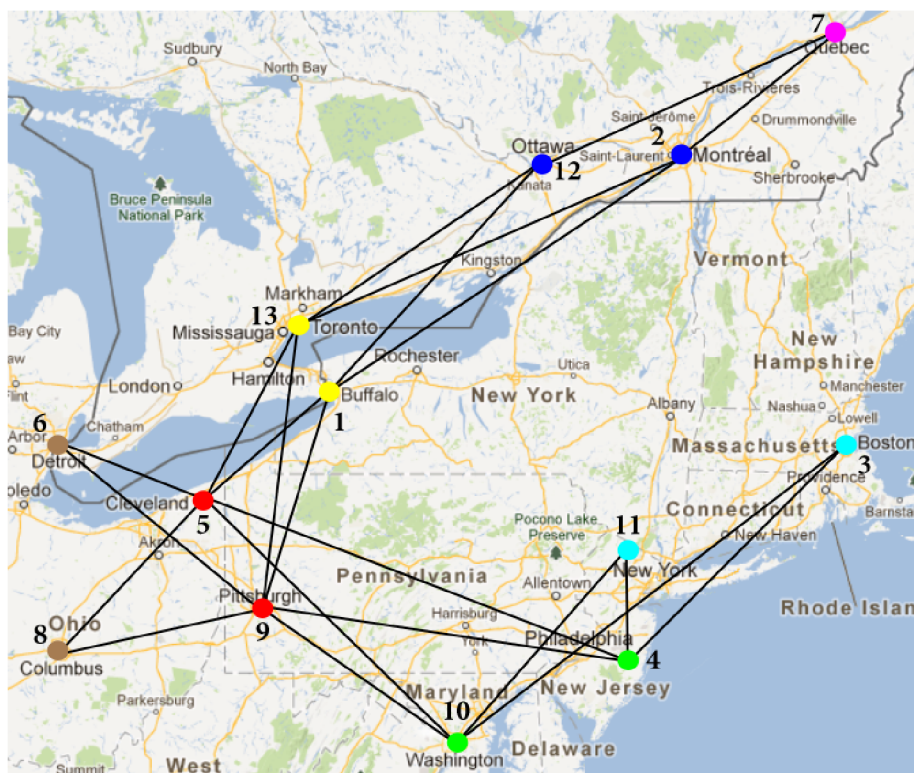 7
Québec
Sudbury
North Bay
Trois-Rivières
Saint-Jérôme
Drummondville
2
Ottawa
Saint-Laurent
Montréal
12
Kanata
Sherbrooke
Bruce Peninsula
National Park
Kingston
Vermont
Markham
13
Mississauga
Toronto
Bay City
New
Hampshire
Hamilton
Rochester
Utica
London
Buffalo
New York
Manchester
Flint
1
Albany
Nashua
Lowell
6
Chatham
Arbor
Massachusetts
Boston
Detroit
3
Providence
oledo
Cleveland
Connecticut
Barnsta
5
Pocono Lake
Preserve
11
New Haven
Akron
Pennsylvania
Allentown
New York
Pittsburgh
Rhode Islan
Ohio
8
Harrisburg
9
York
Philadelphia
4
Columbus
Maryland
New Jersey
Parkersburg
10
Washington
Delaware
Summit
West